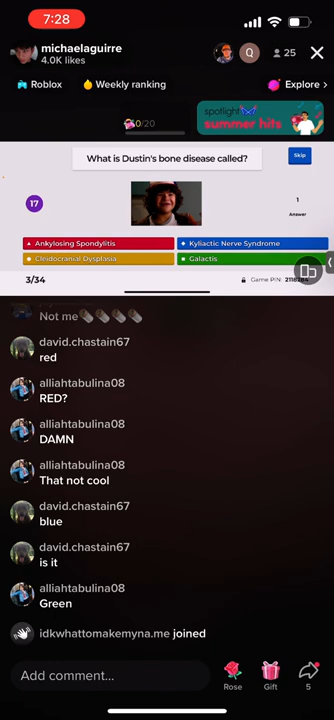 7:28
michaelaguirre
4.0K likes
Q
25
Roblox
Weekly ranking
Explore >
0/20
spotlight
summer hits
What is Dustin's bone disease called?
Skip
17
1
Answer
Ankylosing Spondylitis
Kyliactic Nerve Syndrome
Cleidocranial Dysplasia
Galactis
3/34
Game PIN:
Not me
david.chastain67
red
alliahtabulina08
RED?
alliahtabulina08
DAMN
alliahtabulina08
That not cool
david.chastain67
blue
david.chastain67
is it
alliahtabulina08
Green
idkwhattomakemyna.me joined
Add comment...
Rose
Gift
5